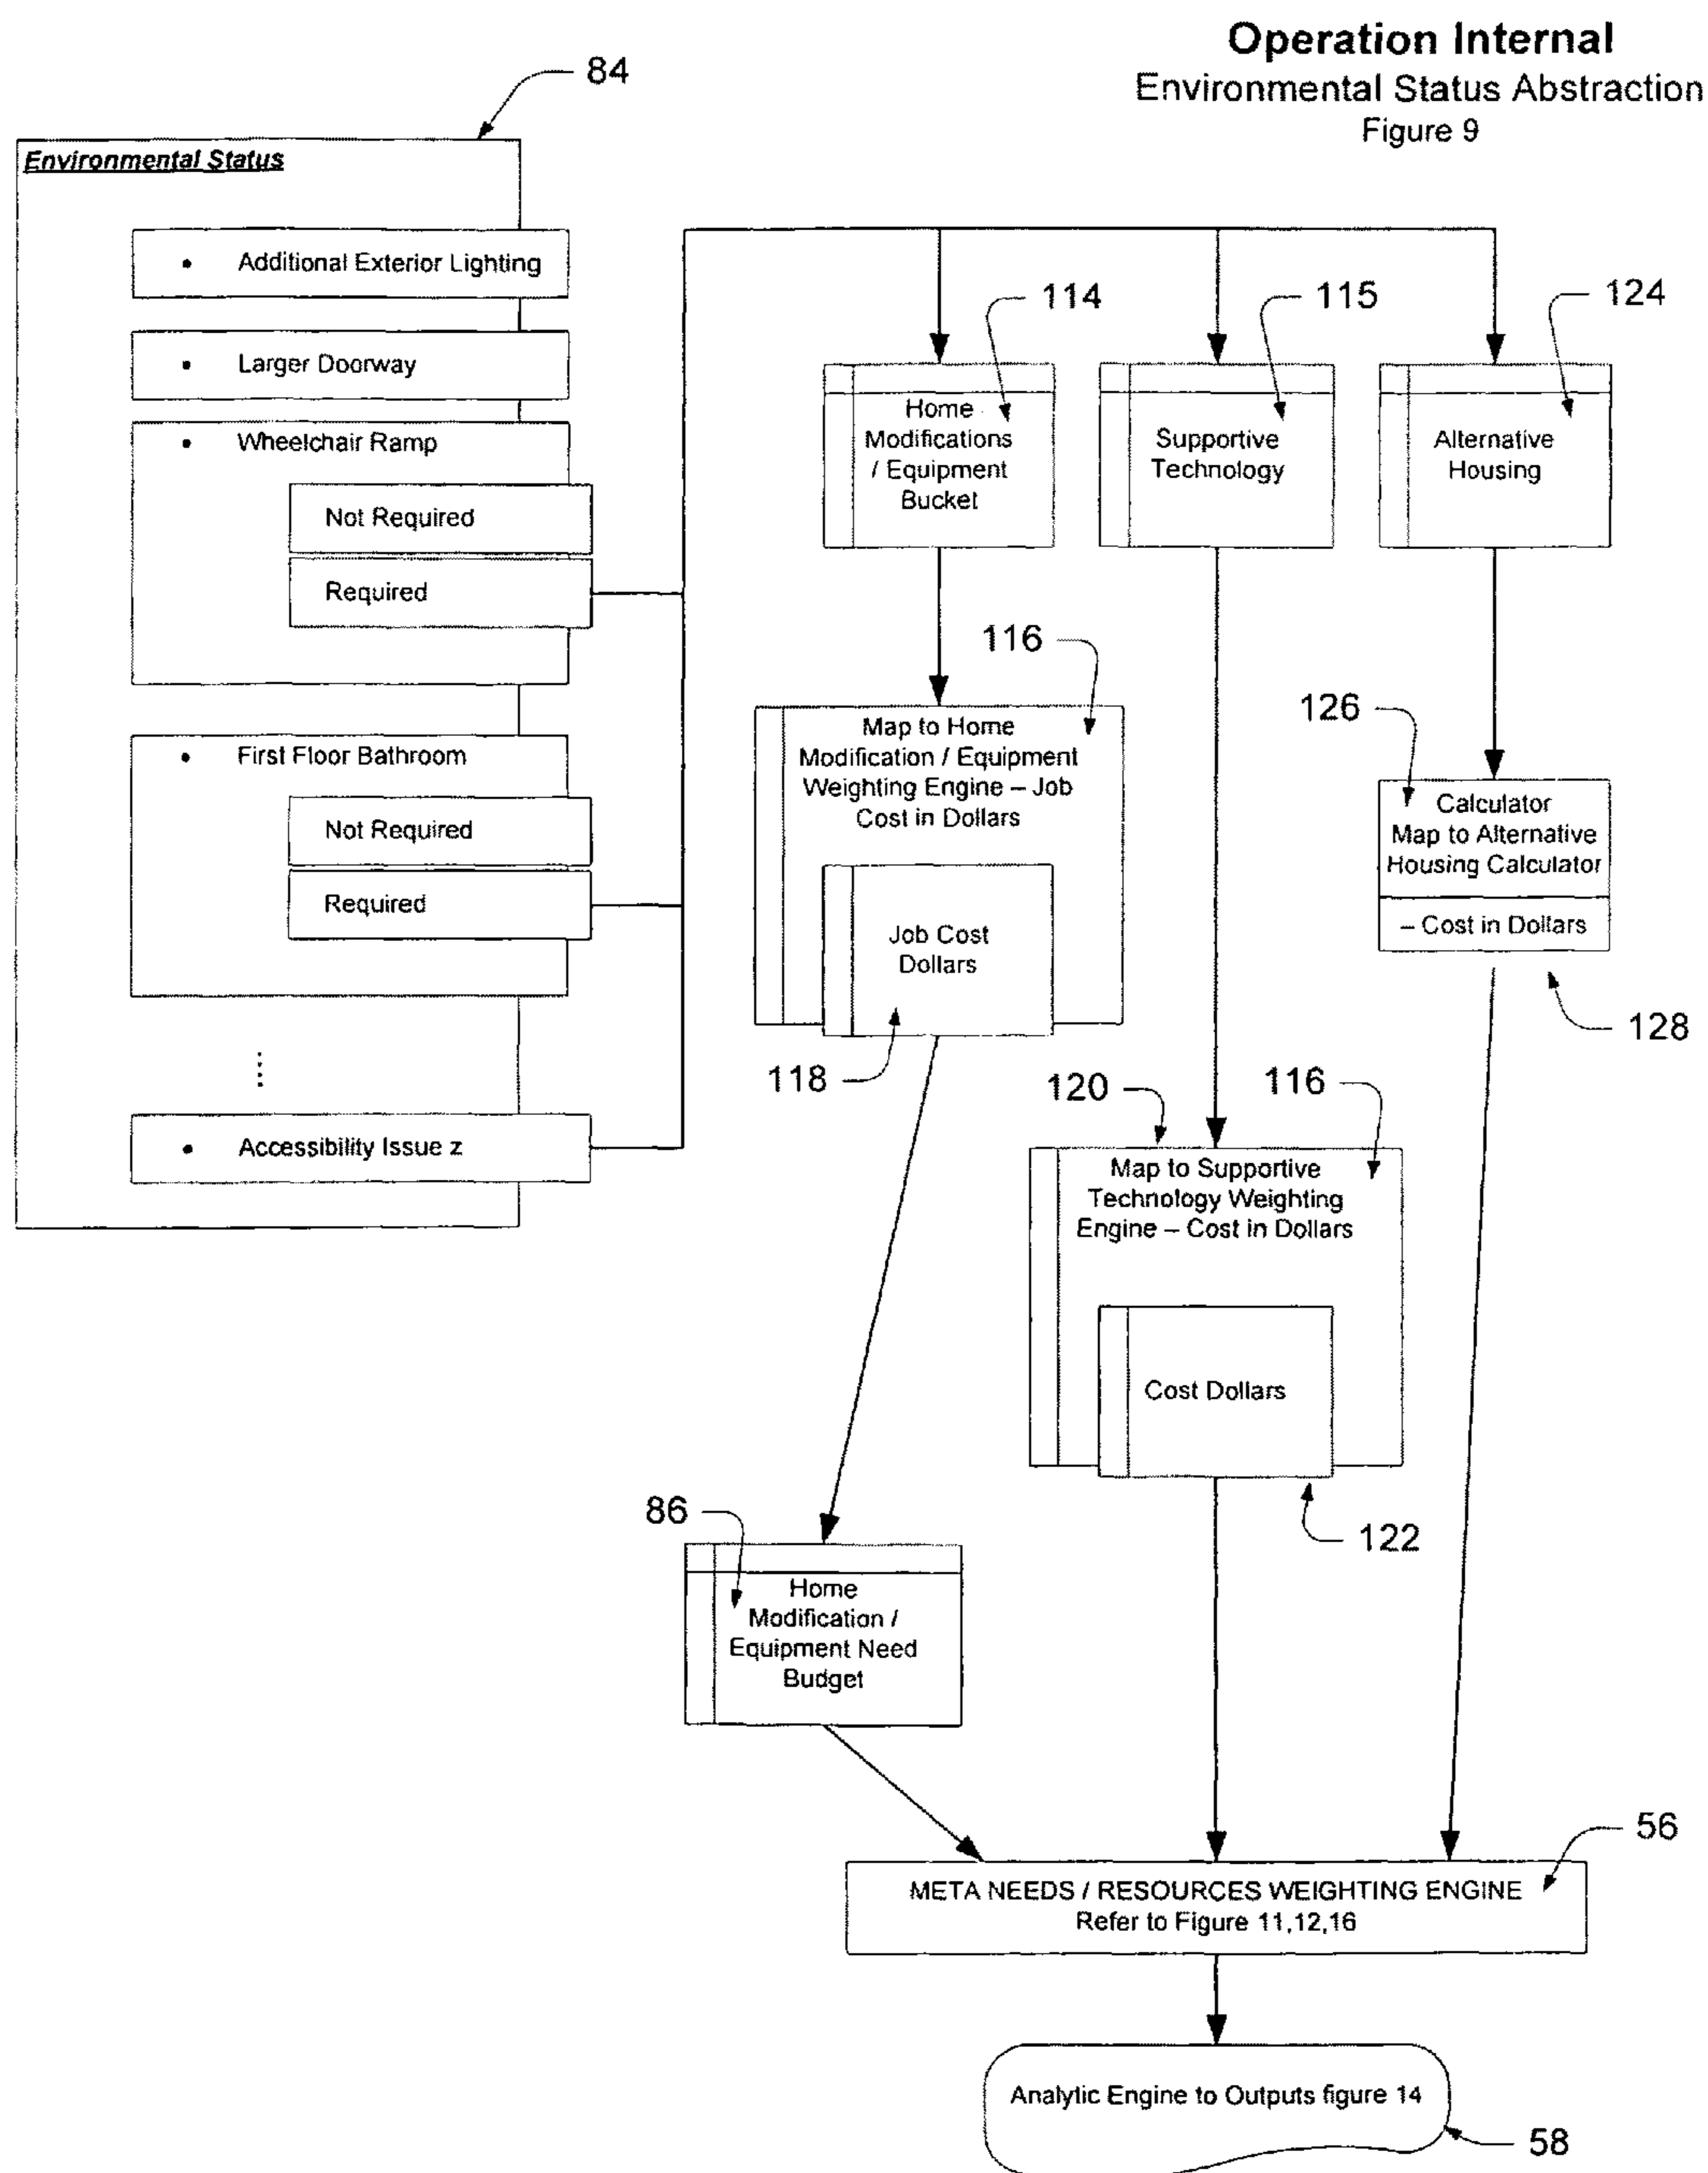 Operation Internal
Environmental Status Abstraction
Figure 9
84
Environmental Status
• Additional Exterior Lighting
• Larger Doorway
• Wheelchair Ramp
Not Required
Required
• First Floor Bathroom
Not Required
Required
....
• Accessibility Issue z
114
115
124
Home
Modifications
/ Equipment
Bucket
Supportive
Technology
Alternative
Housing
116
Map to Home
Modification / Equipment
Weighting Engine – Job
Cost in Dollars
Job Cost
Dollars
118
126
Calculator
Map to Alternative
Housing Calculator
– Cost in Dollars
128
120
116
Map to Supportive
Technology Weighting
Engine – Cost in Dollars
Cost Dollars
122
86
Home
Modification /
Equipment Need
Budget
56
META NEEDS / RESOURCES WEIGHTING ENGINE
Refer to Figure 11,12,16
Analytic Engine to Outputs figure 14
58